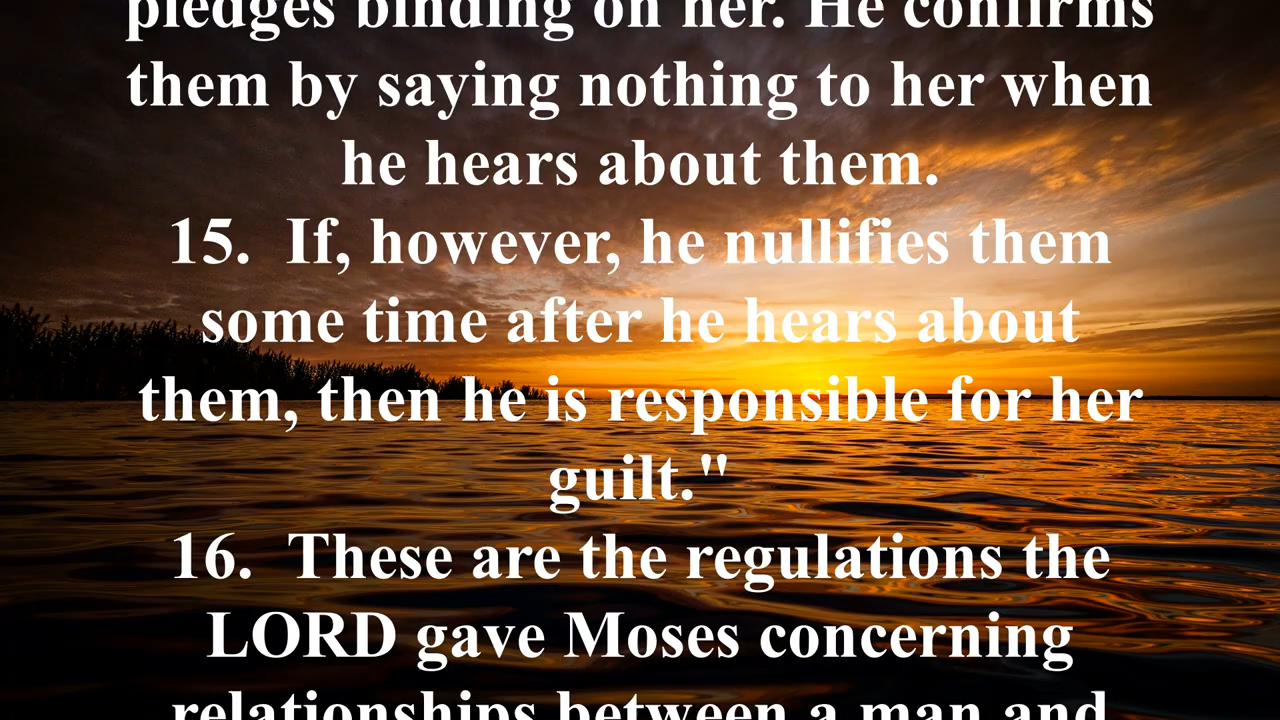 pledges binding on her. He confirms
them by saying nothing to her when
he hears about them.
15.  If, however, he nullifies them
some time after he hears about
them, then he is responsible for her
guilt."
16.  These are the regulations the
LORD gave Moses concerning
relationships between a man and